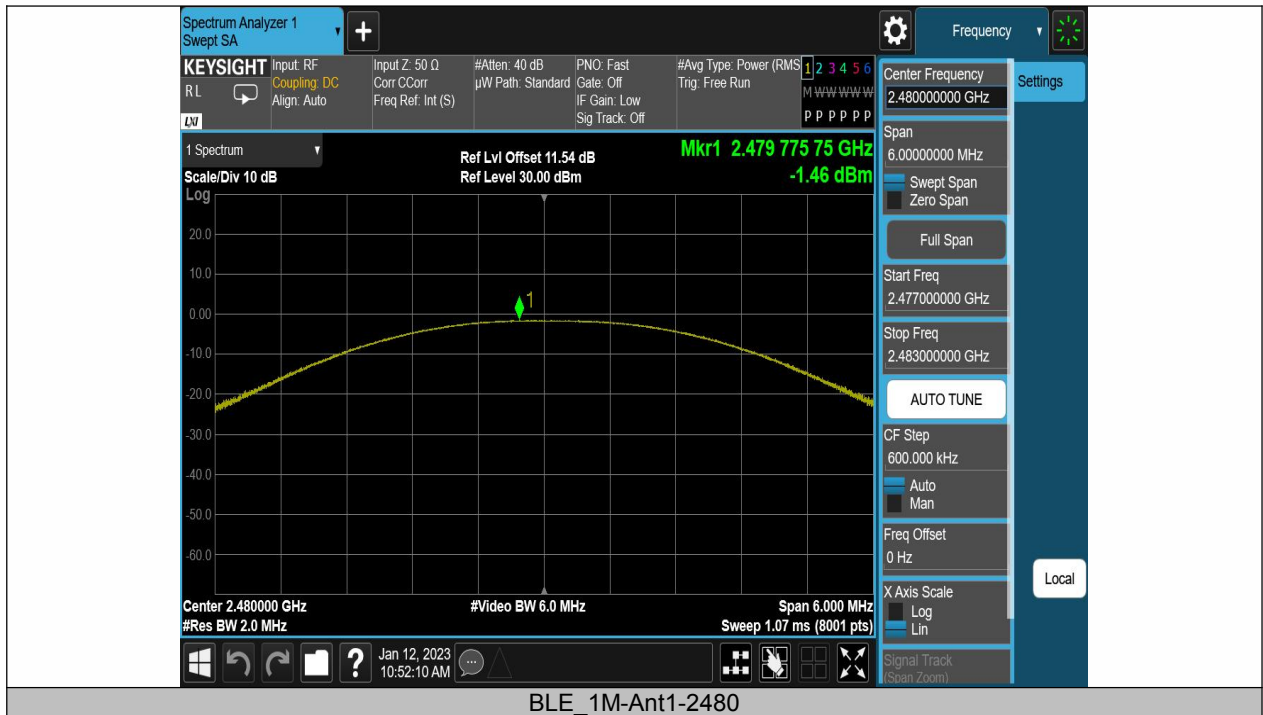 Spectrum Analyzer 1
Swept SA
+
Frequency
KEYSIGHT
RL
LXI
Input: RF
Coupling: DC
Align: Auto
Input Z: 50 Ω
Corr CCorr
Freq Ref: Int (S)
#Atten: 40 dB
µW Path: Standard
PNO: Fast
Gate: Off
IF Gain: Low
Sig Track: Off
#Avg Type: Power (RMS
Trig: Free Run
1 2 3 4 5 6
M W W W W W
P P P P P P
1 Spectrum
Scale/Div 10 dB
Log
Ref Lvl Offset 11.54 dB
Ref Level 30.00 dBm
Mkr1 2.479 775 75 GHz
-1.46 dBm
20.0
10.0
0.00
-10.0
-20.0
-30.0
-40.0
-50.0
-60.0
1
Center 2.480000 GHz
#Res BW 2.0 MHz
#Video BW 6.0 MHz
Span 6.000 MHz
Sweep 1.07 ms (8001 pts)
Center Frequency
2.480000000 GHz
Settings
Span
6.00000000 MHz
Swept Span
Zero Span
Full Span
Start Freq
2.477000000 GHz
Stop Freq
2.483000000 GHz
AUTO TUNE
CF Step
600.000 kHz
Auto
Man
Freq Offset
0 Hz
X Axis Scale
Log
Lin
Signal Track
(Span Zoom)
Local
?
Jan 12, 2023
10:52:10 AM
BLE_1M-Ant1-2480